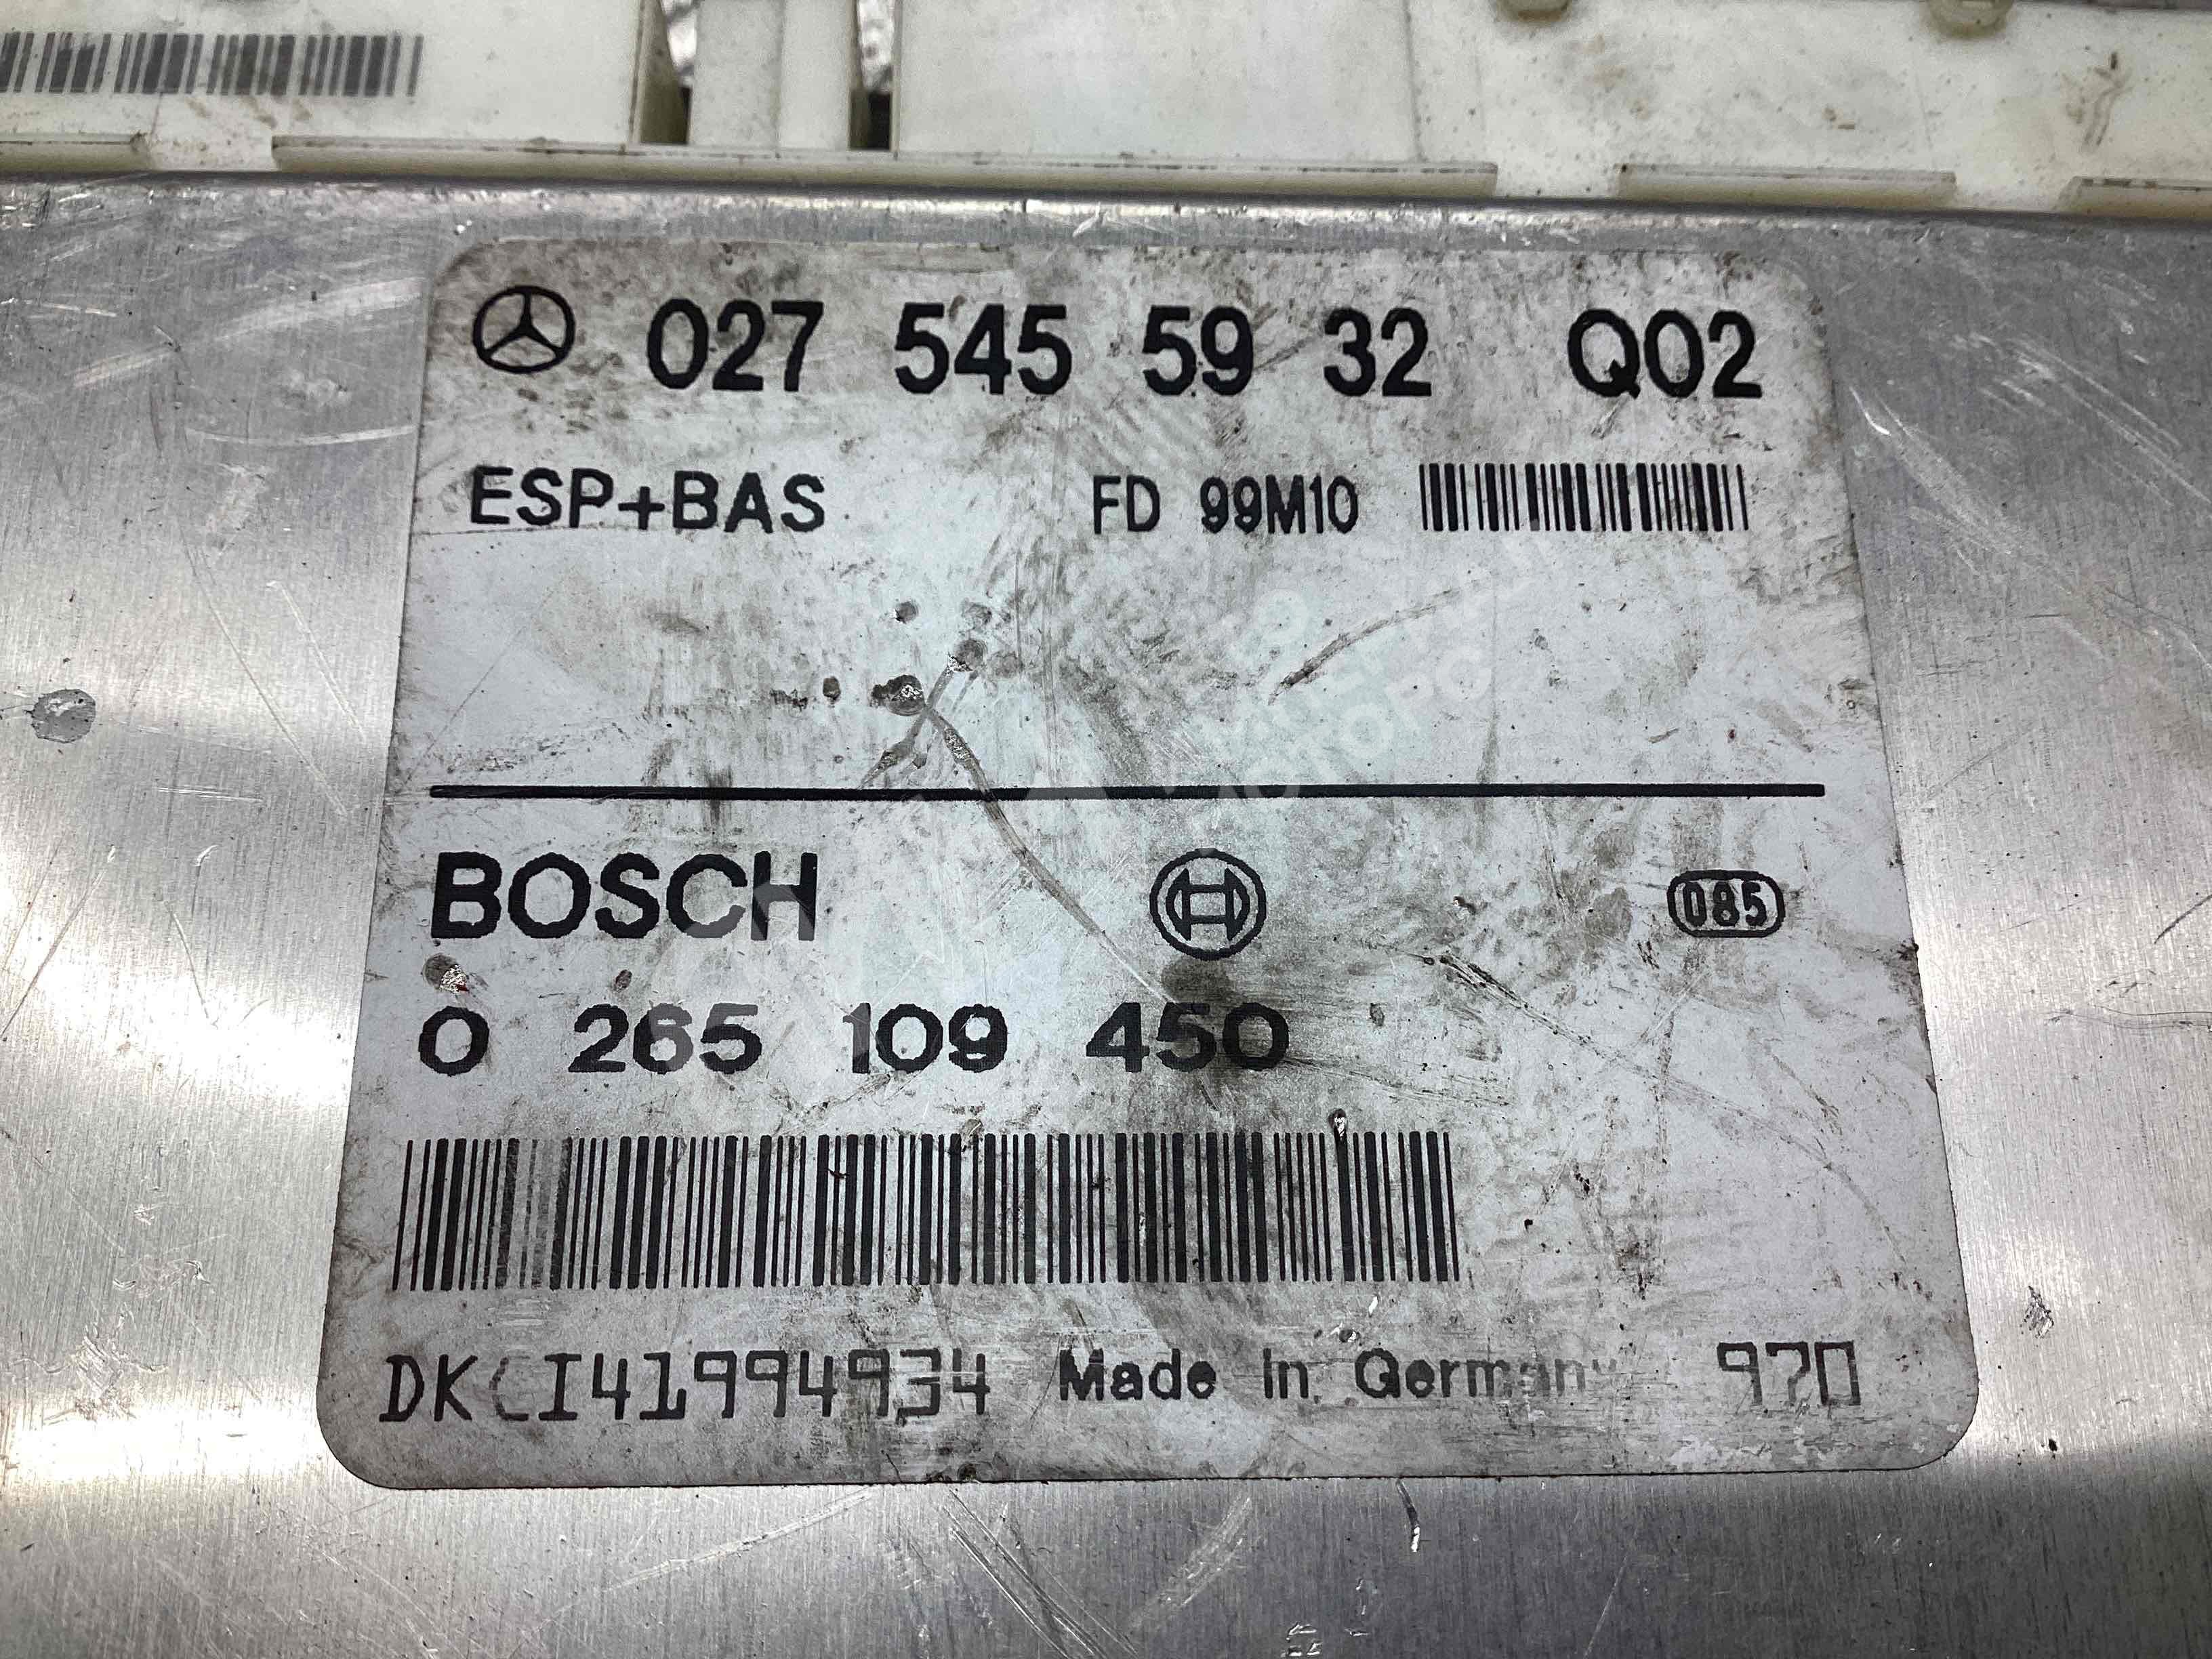 027 545 59 32 Q02
ESP+BAS FD 99M10
BOSCH 085
0 265 109 450
Made In Germany 970